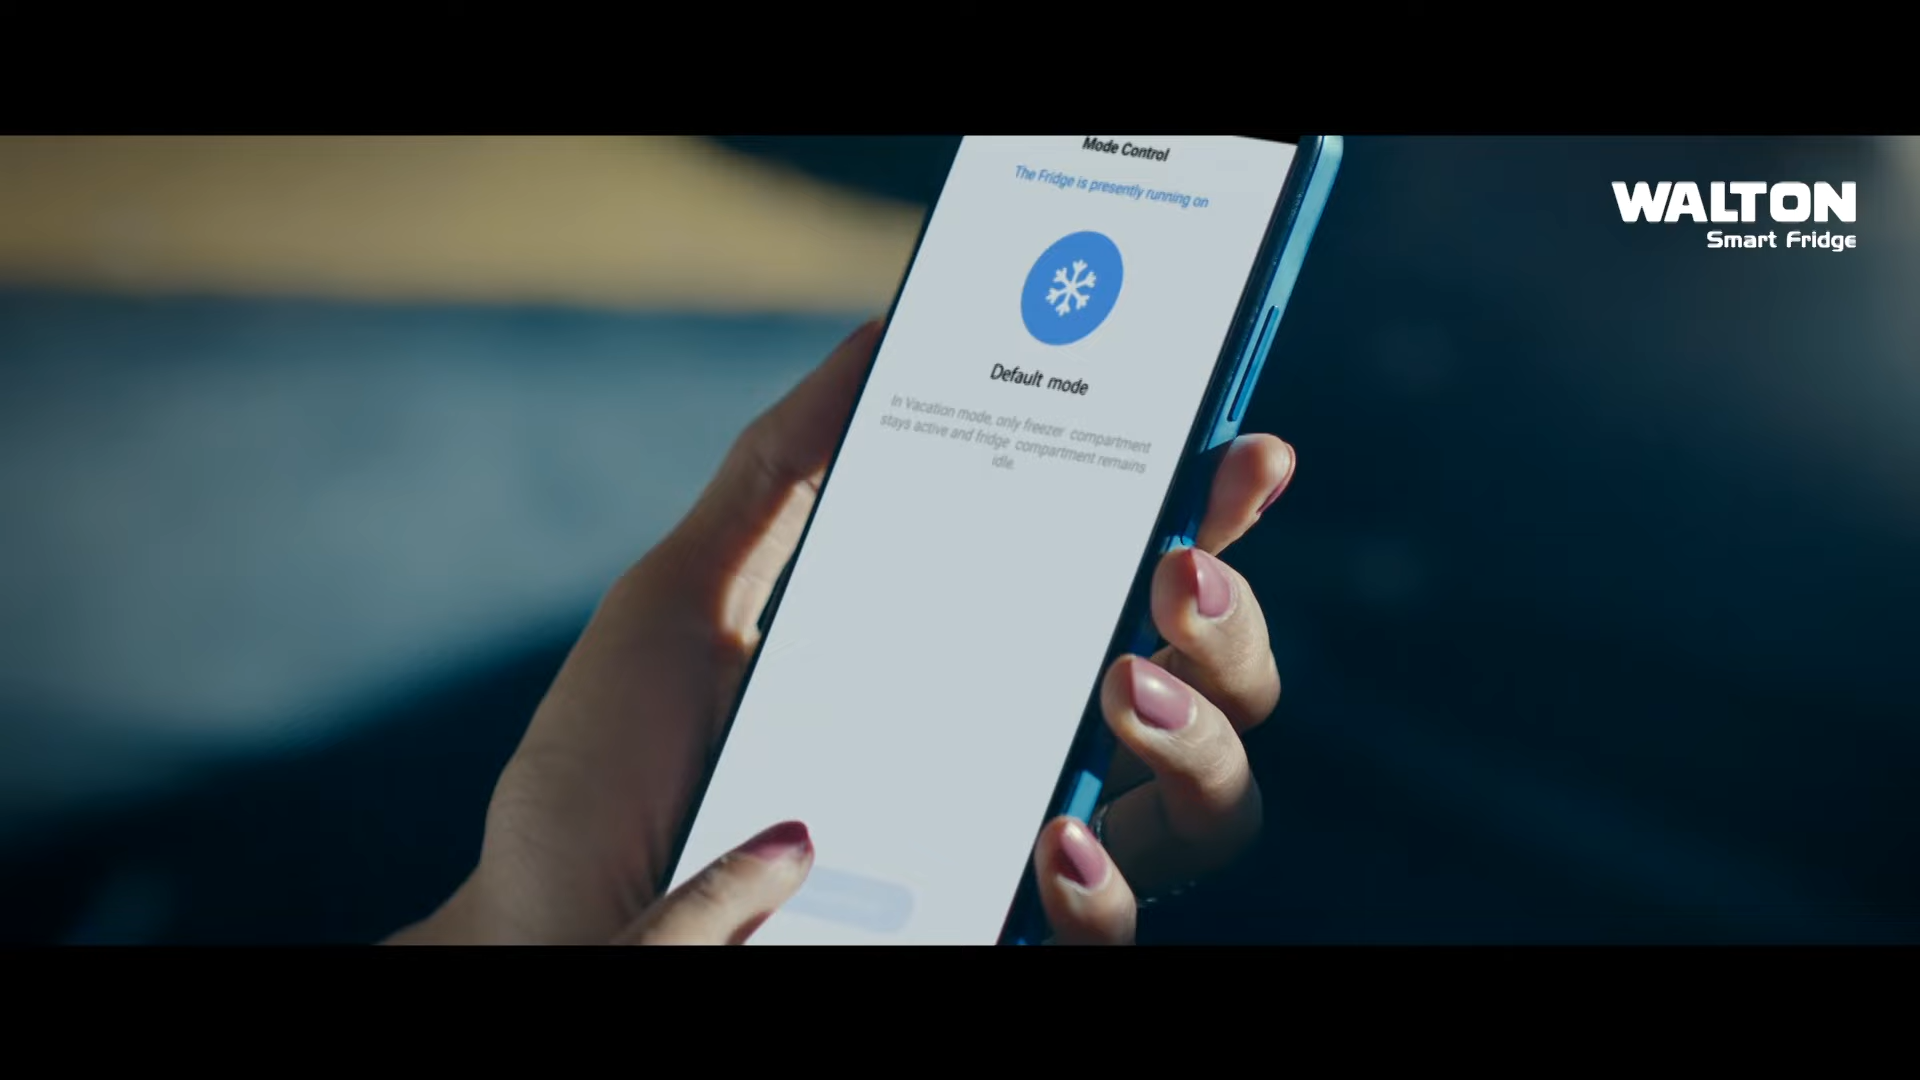 Mode Control
The Fridge is presently running on
Default mode
In Vacation mode, only freezer compartment
stays active and fridge compartment remains
idle.
WALTON
Smart Fridge